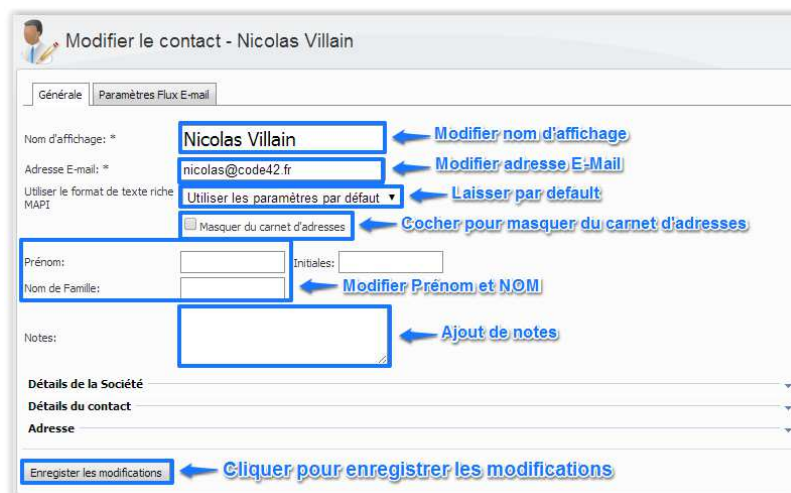 Modifier le contact - Nicolas Villain
Générale Paramètres Flux E-mail
Nom d'affichage: * Nicolas Villain Modifier nom d'affichage
Adresse E-mail: * nicolas@code42.fr Modifier adresse E-Mail
Utiliser le format de texte riche
MAPI Utiliser les paramètres par défaut Laisser par default
Masquer du carnet d'adresses Cocher pour masquer du carnet d'adresses
Prénom: Initiales:
Nom de Famille: Modifier Prénom et NOM
Notes: Ajout de notes
Détails de la Société
Détails du contact
Adresse
Enregister les modifications Cliquer pour enregistrer les modifications